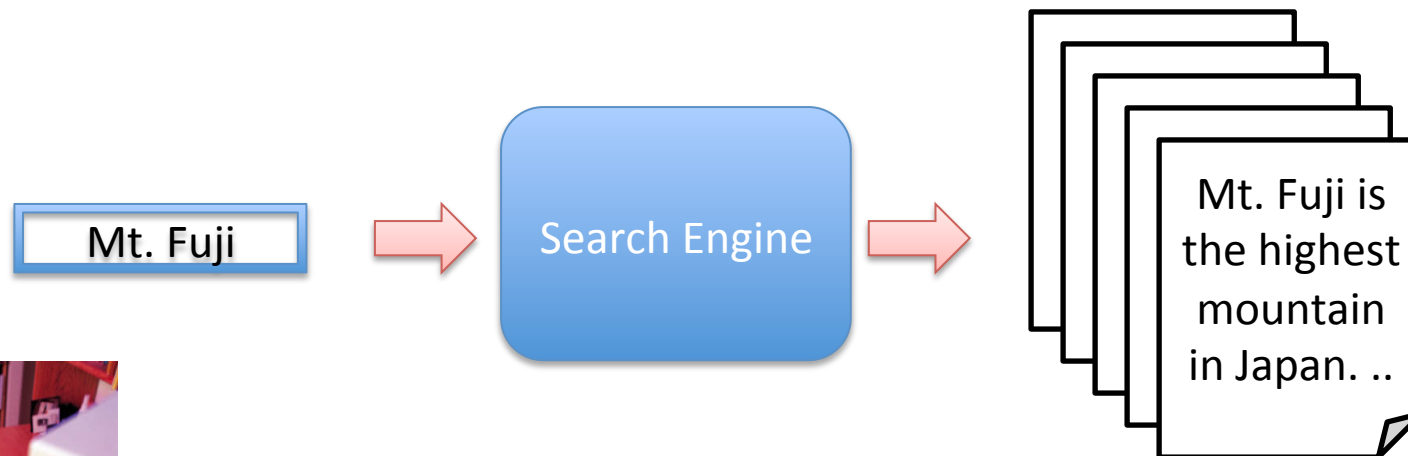 Mt. Fuji
Search Engine
Mt. Fuji is
the highest
mountain
in Japan. ..